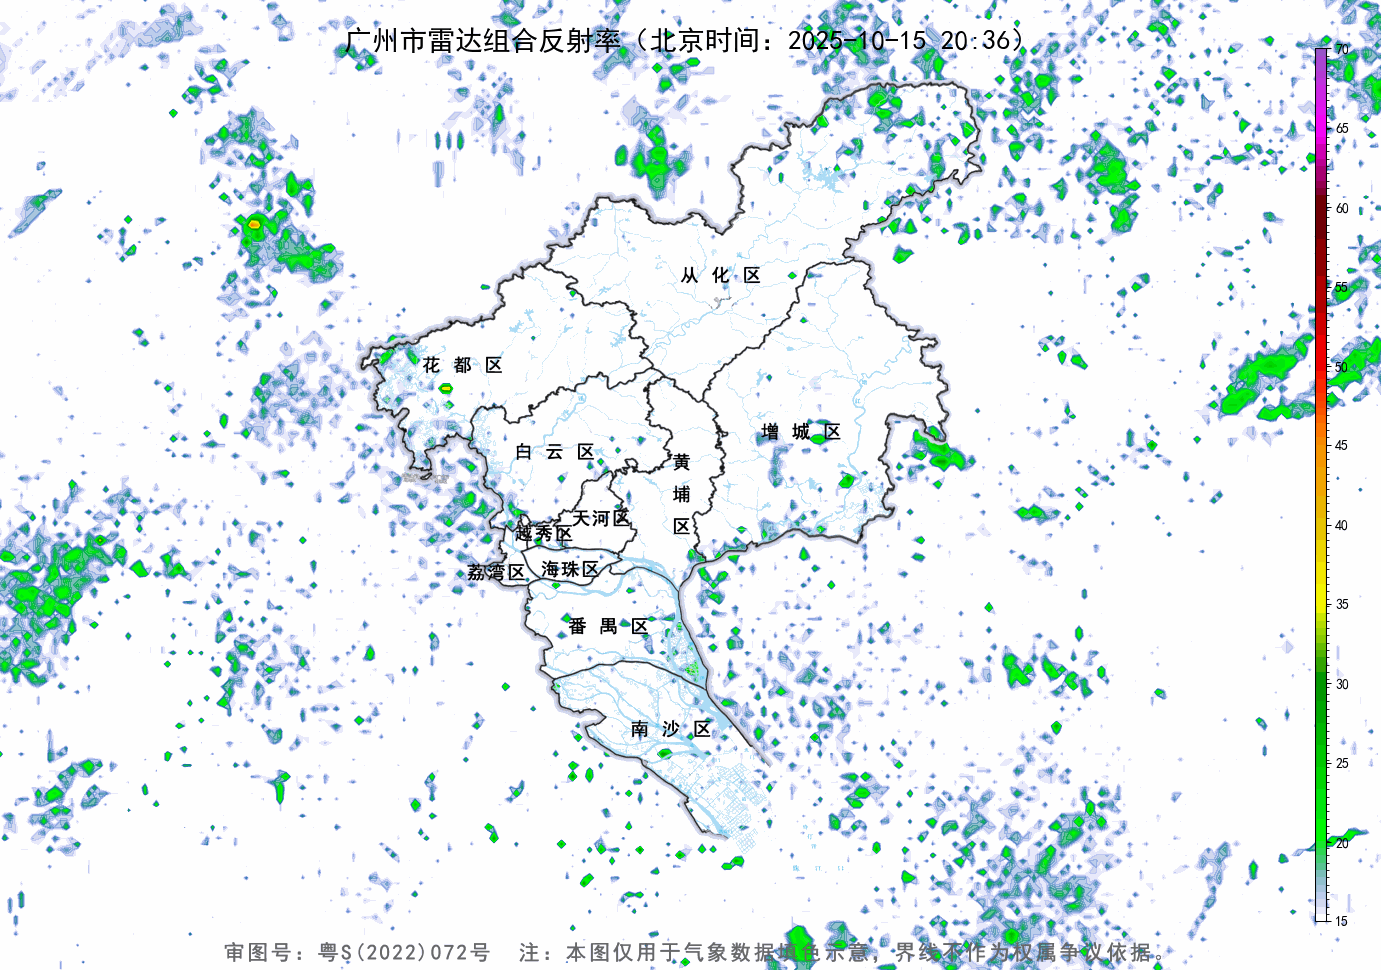 广州市雷达组合反射率（北京时间：2025-10-15 20:36）
70
65
60
55
50
45
40
35
30
25
20
15
从化区
花都区
增城区
白云区
黄埔区
天河区
越秀区
荔湾区
海珠区
番禺区
南沙区
审图号：粤S(2022)072号 注：本图仅用于气象数据填色示意，界线不作为权属争议依据。